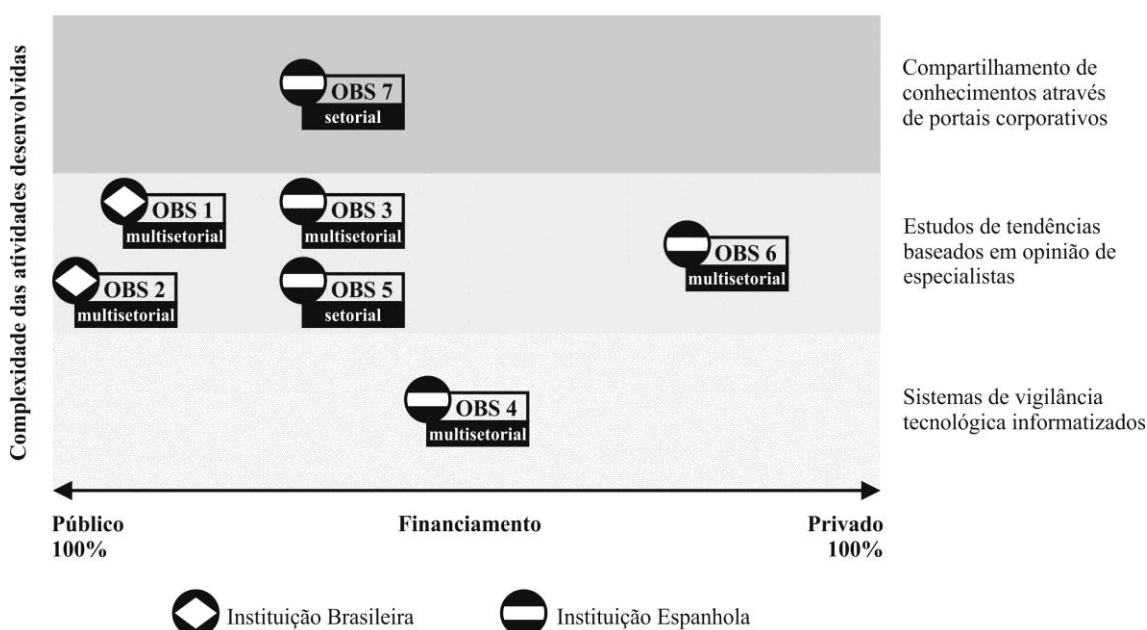 Complexidade das atividades desenvolvidas
OBS 7
setorial
Compartilhamento de
conhecimentos através
de portais corporativos
OBS 1
multisetorial
OBS 3
multisetorial
OBS 2
multisetorial
OBS 5
setorial
OBS 6
multisetorial
Estudos de tendências
baseados em opinião de
especialistas
OBS 4
multisetorial
Sistemas de vigilância
tecnológica informatizados
Público
100%
Financiamento
Privado
100%
Instituição Brasileira
Instituição Espanhola